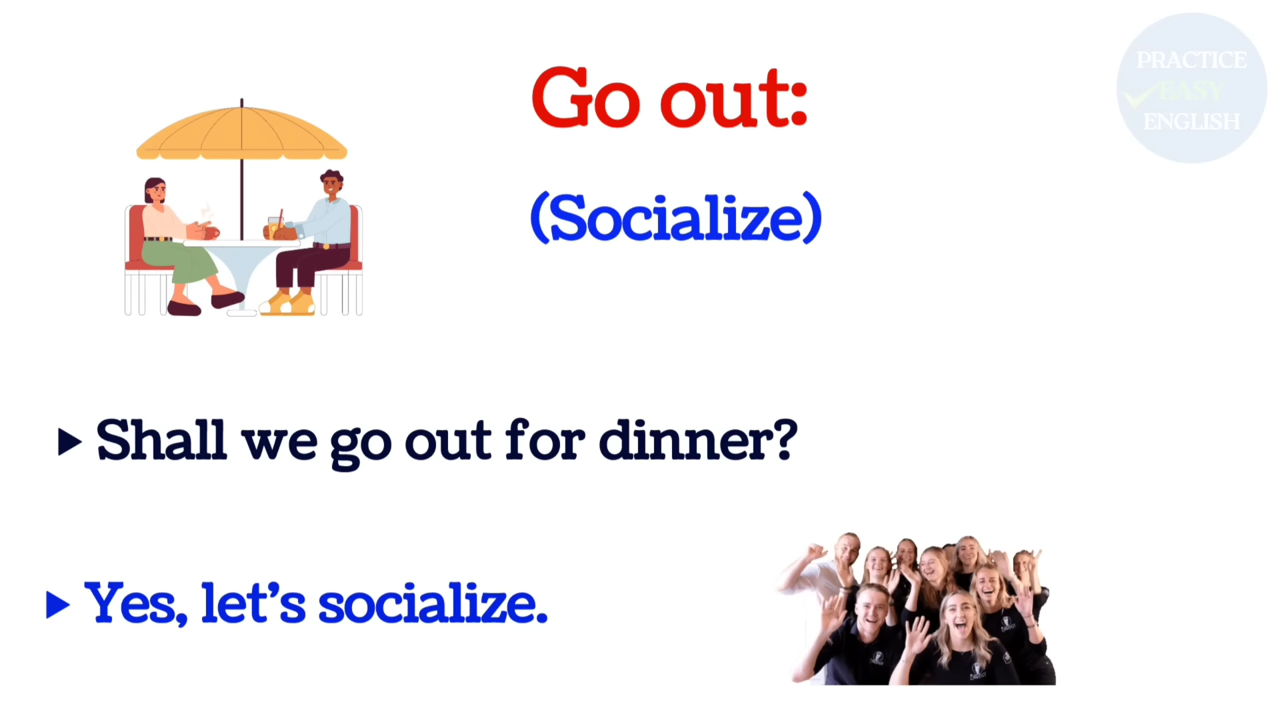 PRACTICE
EASY
ENGLISH
Go out:
(Socialize)
Shall we go out for dinner?
Yes, let's socialize.